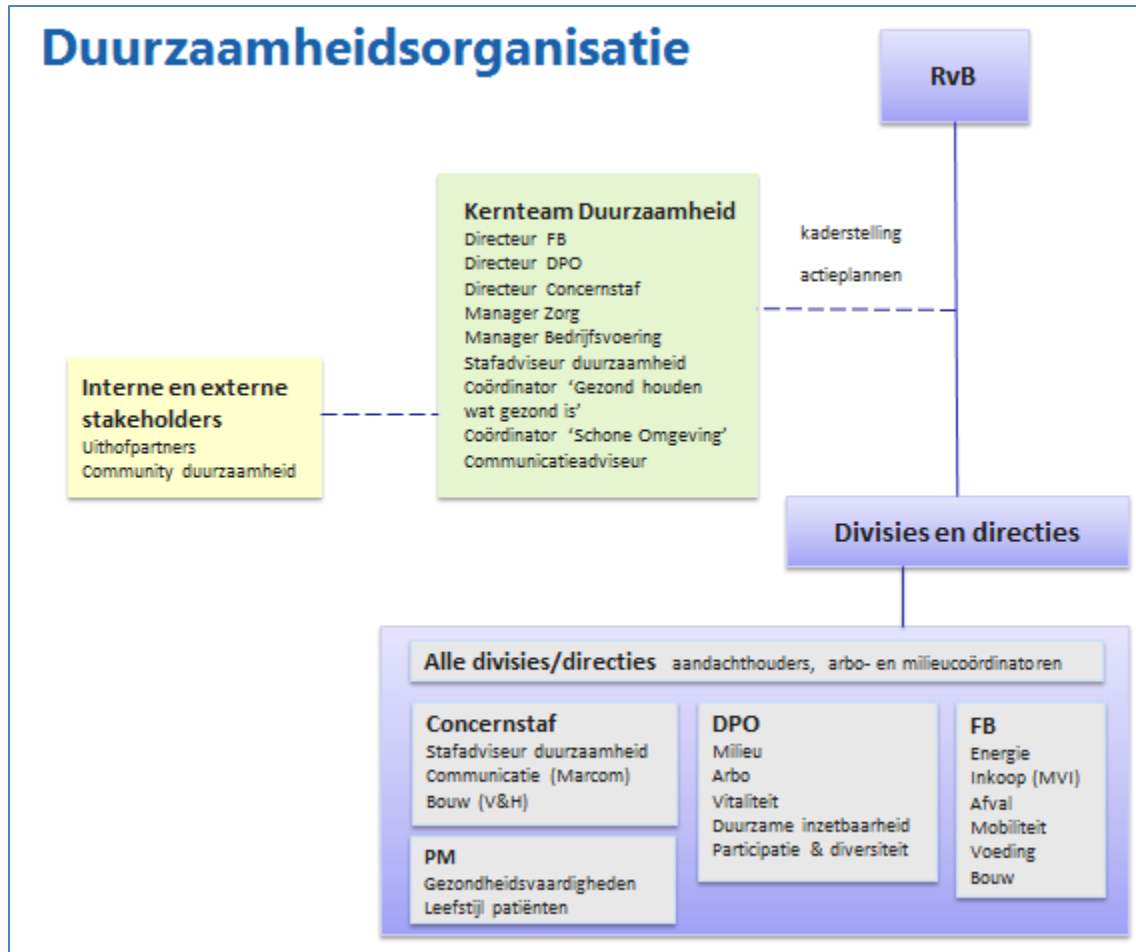 Duurzaamheidsorganisatie
RvB
Kernteam Duurzaamheid
Directeur FB
Directeur DPO
Directeur Concernstaf
Manager Zorg
Manager Bedrijfsvoering
Stafadviseur duurzaamheid
Coördinator ‘Gezond houden
wat gezond is’
Coördinator ‘Schone Omgeving’
Communicatieadviseur
kaderstelling
actieplannen
Interne en externe
stakeholders
Uithofpartners
Community duurzaamheid
Divisies en directies
Alle divisies/directies aandachthouders, arbo- en milieucoördinatoren
Concernstaf
Stafadviseur duurzaamheid
Communicatie (Marcom)
Bouw (V&H)
PM
Gezondheidsvaardigheden
Leefstijl patiënten
DPO
Milieu
Arbo
Vitaliteit
Duurzame inzetbaarheid
Participatie & diversiteit
FB
Energie
Inkoop (MVI)
Afval
Mobiliteit
Voeding
Bouw